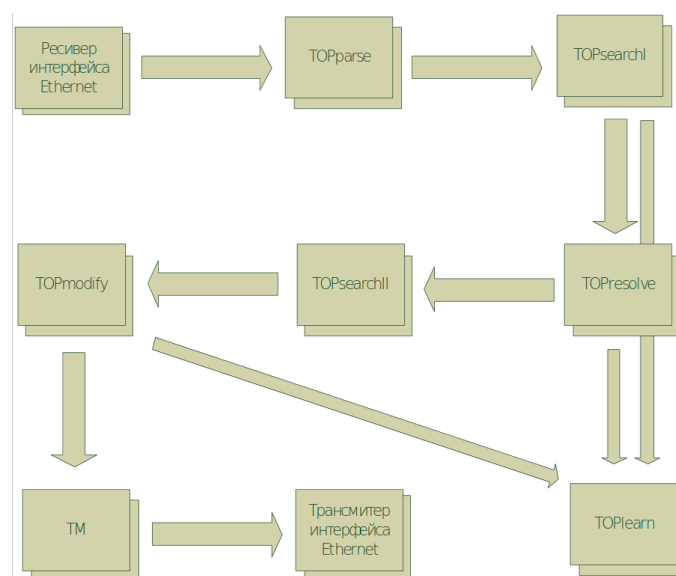 Ресивер
интерфейса
Ethernet
TOPparse
TOPsearchI
TOPmodify
TOPsearchII
TOPresolve
TM
Трансмитер
интерфейса
Ethernet
TOPlearn